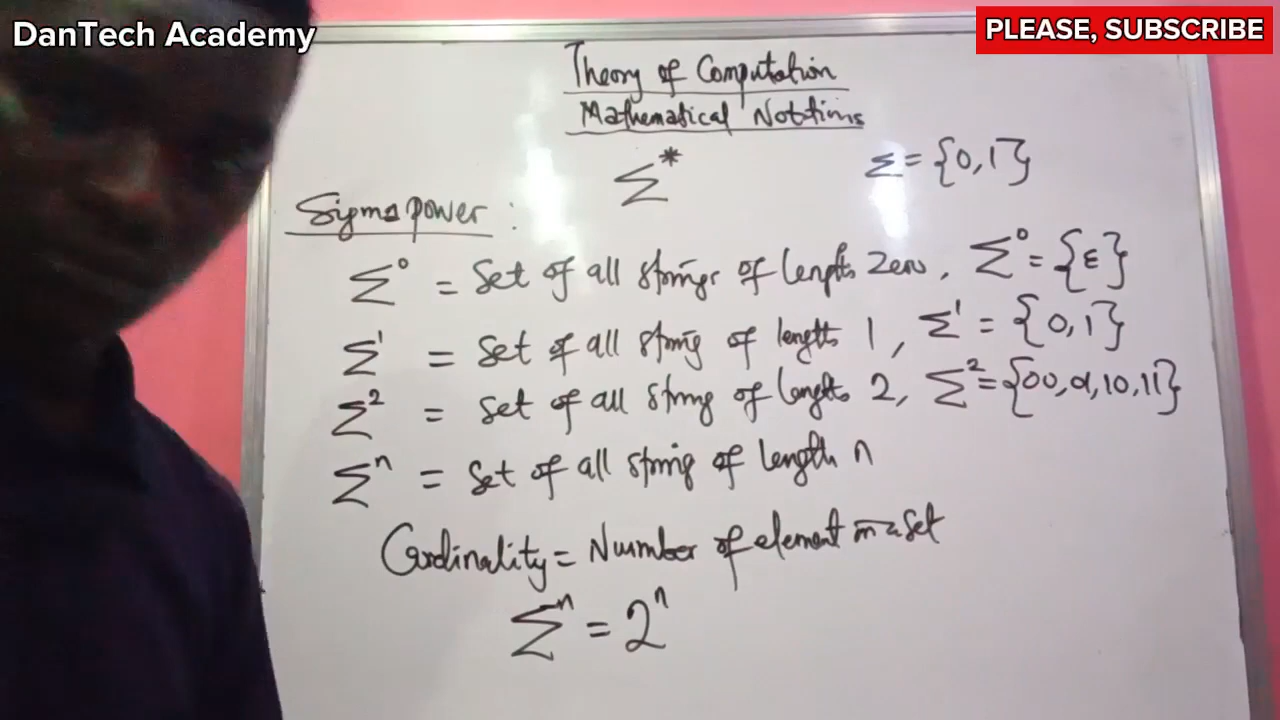 DanTech Academy
PLEASE, SUBSCRIBE
Theory of Computation
Mathematical Notations
Σ* Σ = {0,1}
Sigma power :
Σ⁰ = Set of all strings of length Zero, Σ⁰ = {ε}
Σ¹ = Set of all string of length 1, Σ¹ = {0,1}
Σ² = Set of all string of length 2, Σ² = {00,01,10,11}
Σⁿ = Set of all string of length n
Cardinality = Number of element in a set
Σⁿ = 2ⁿ